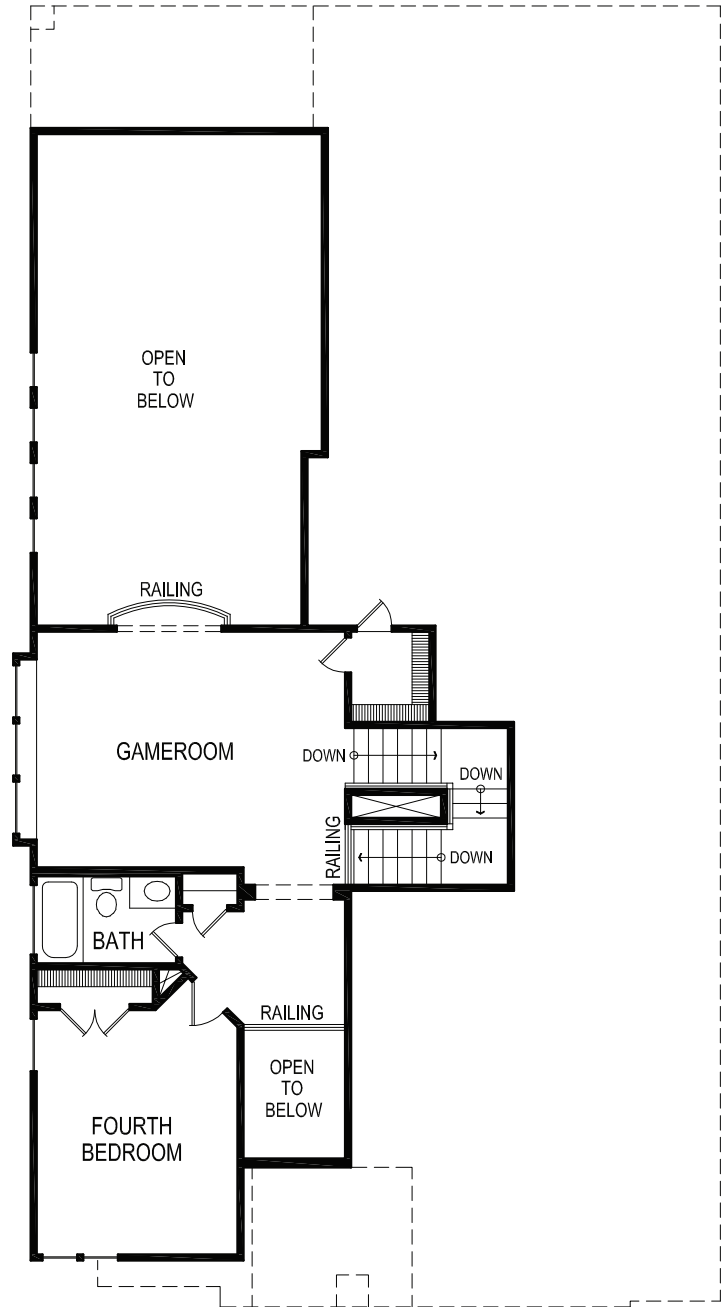 OPEN
TO
BELOW
RAILING
GAMEROOM
DOWN
DOWN
RAILING
DOWN
BATH
RAILING
OPEN
TO
BELOW
FOURTH
BEDROOM